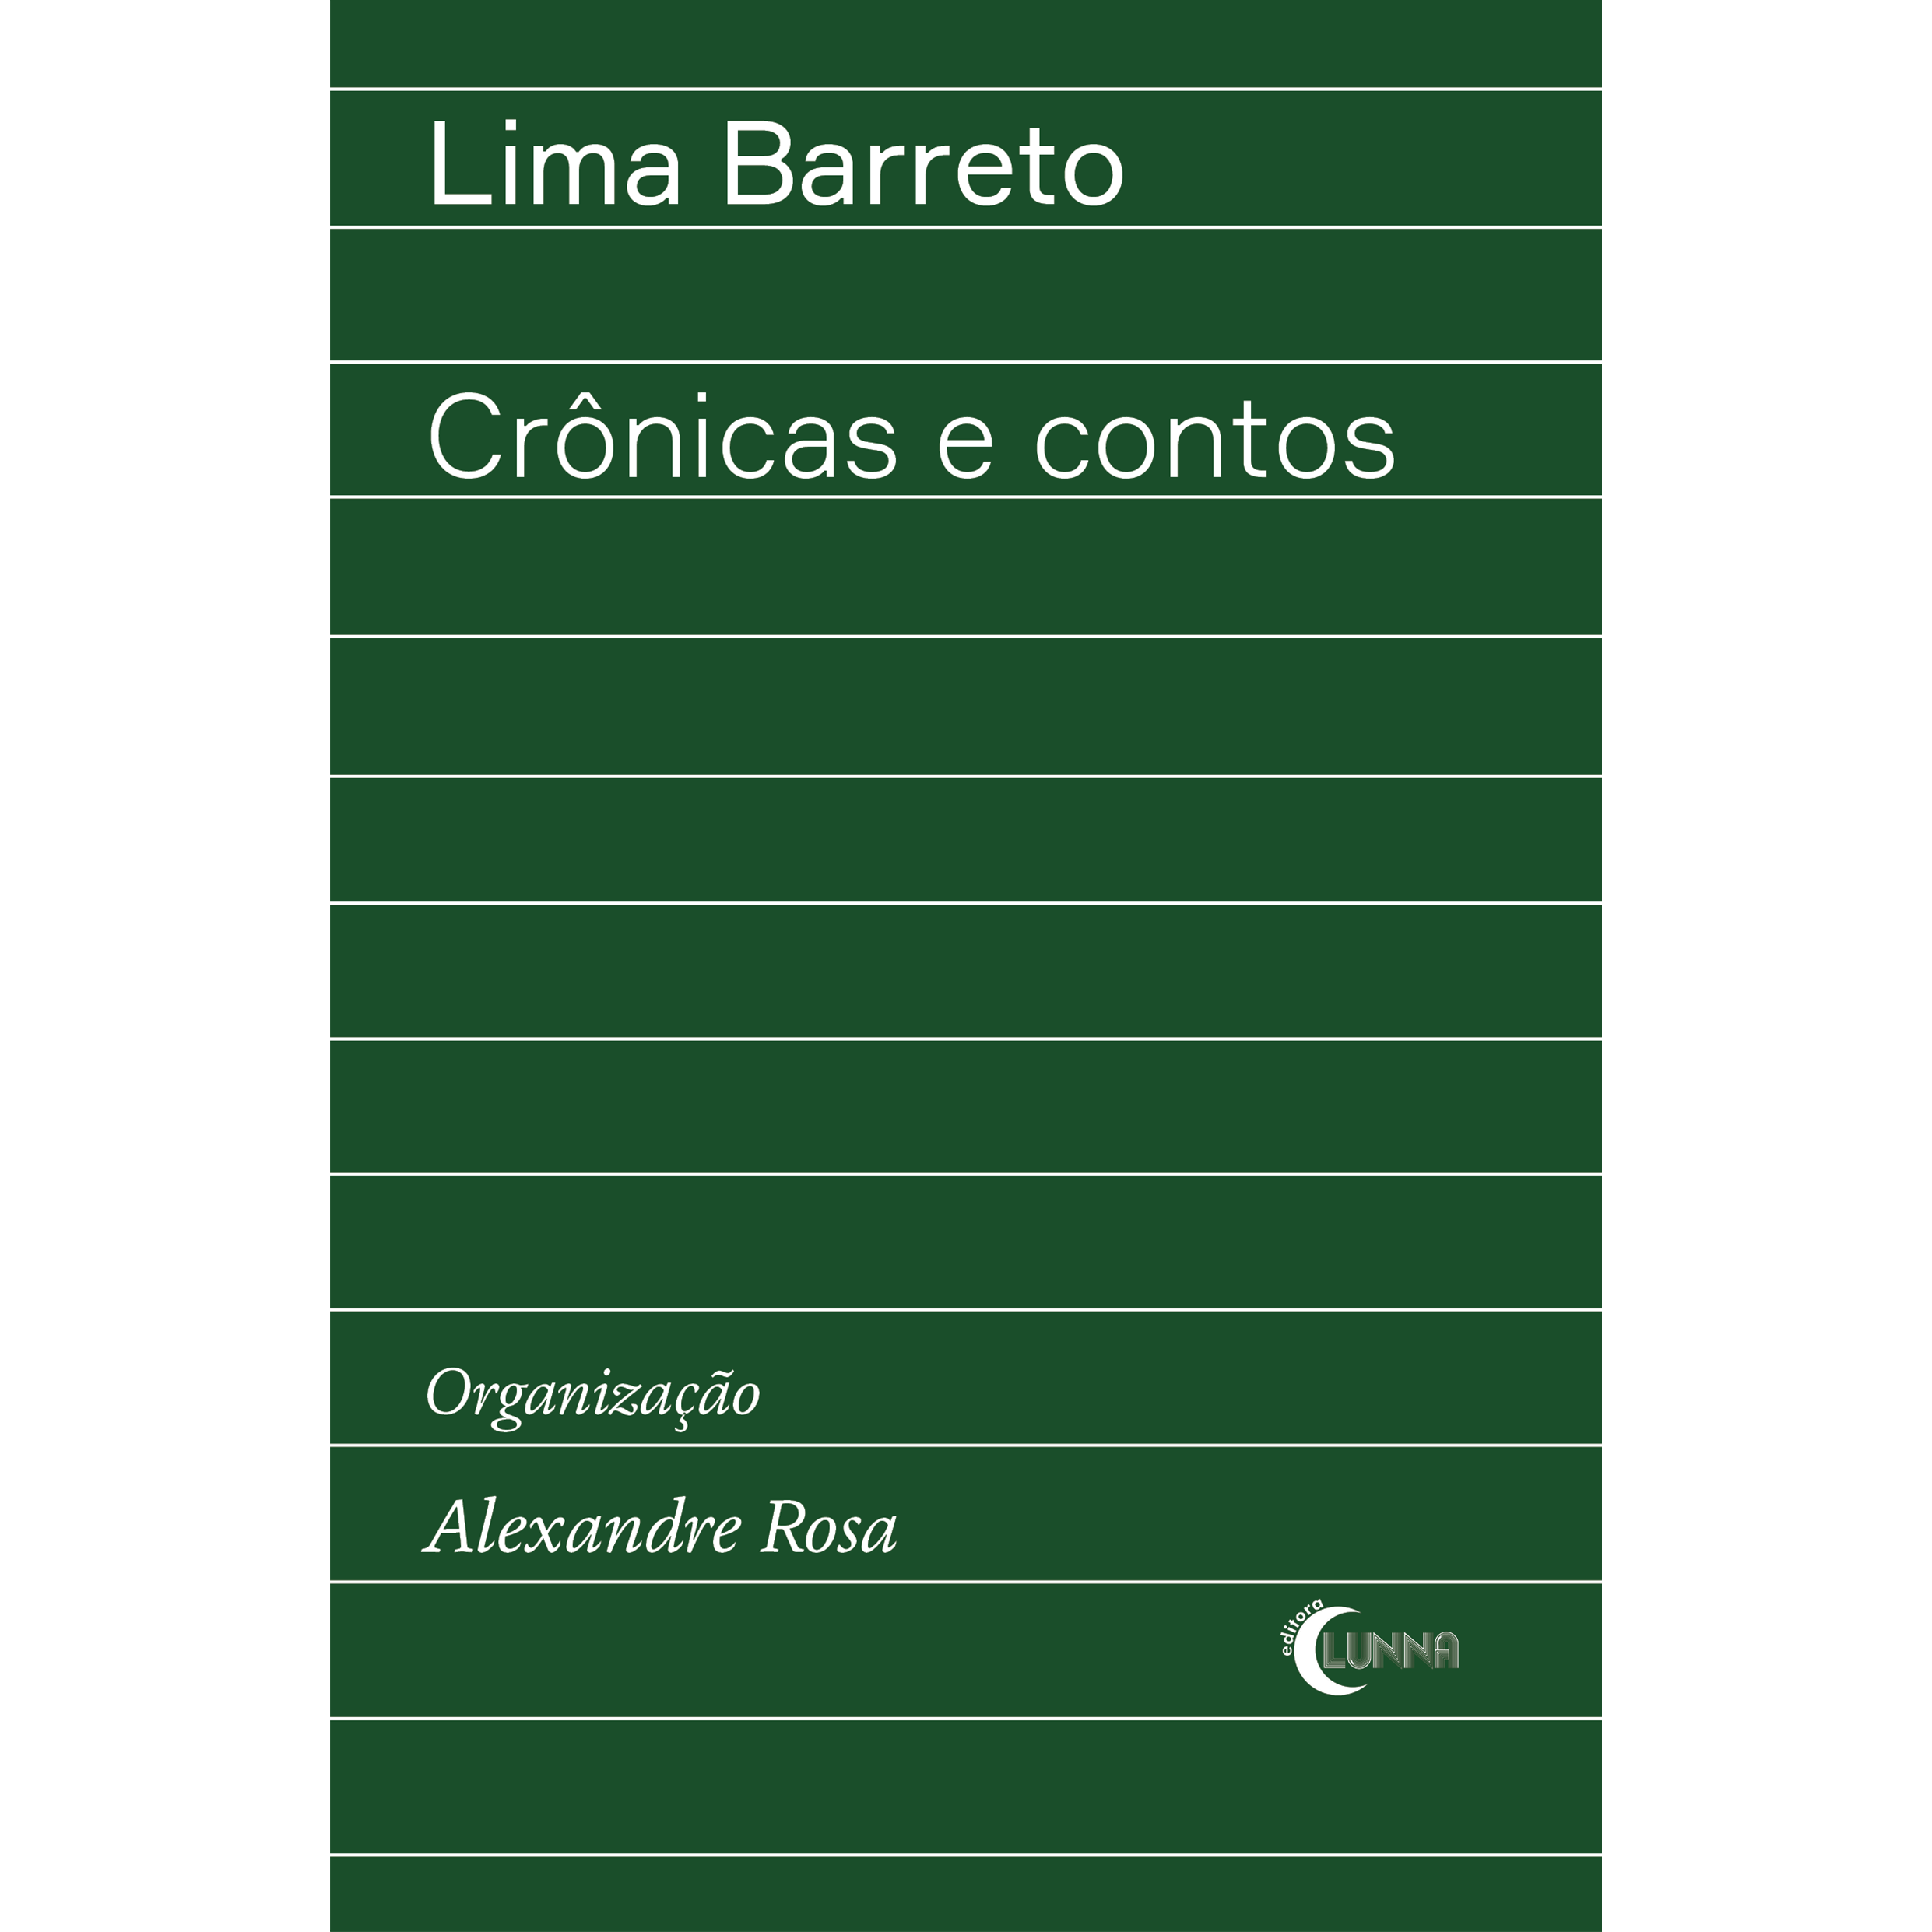 Lima Barreto
Crônicas e contos
Organização
Alexandre Rosa
editora
LUNNA